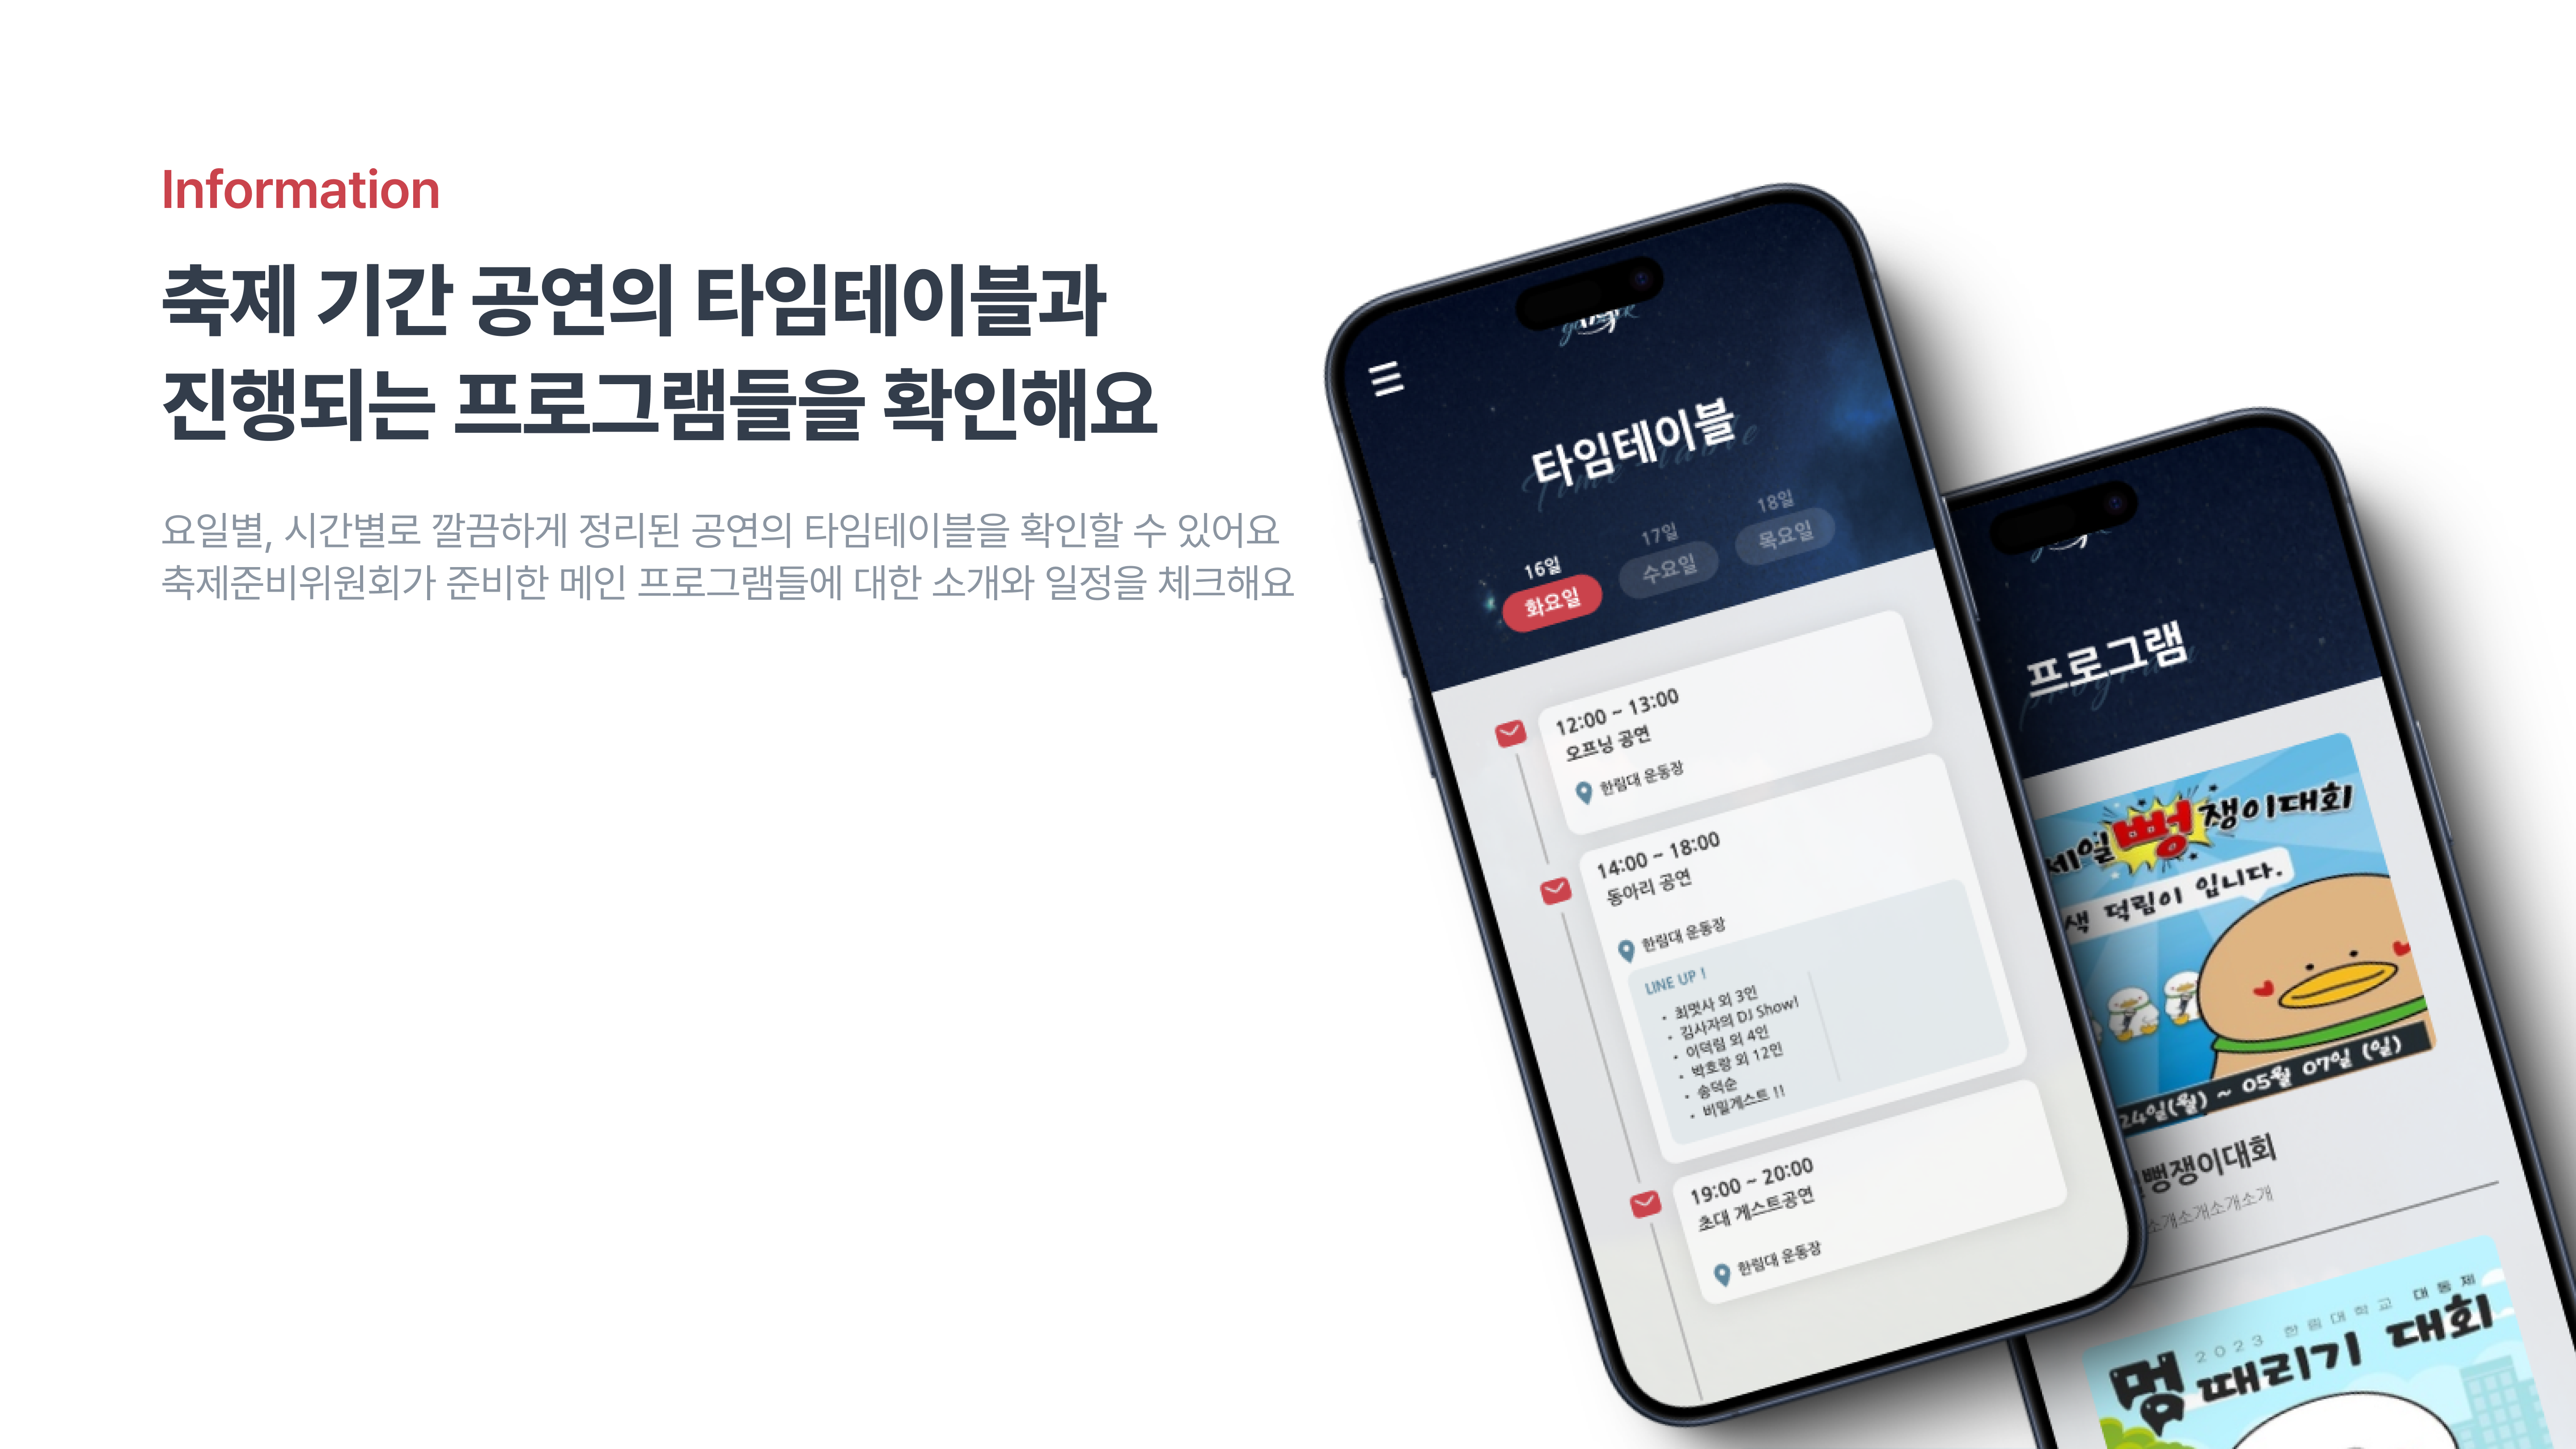 Information
축제 기간 공연의 타임테이블과
진행되는 프로그램들을 확인해요
요일별, 시간별로 깔끔하게 정리된 공연의 타임테이블을 확인할 수 있어요
축제준비위원회가 준비한 메인 프로그램들에 대한 소개와 일정을 체크해요
타임테이블
16일
화요일
17일
수요일
18일
목요일
12:00 ~ 13:00
오프닝 공연
한림대 운동장
14:00 ~ 18:00
동아리 공연
한림대 운동장
LINE UP !
• 최멋사 외 3인
• 김사자의 DJ Show!
• 이덕림 외 4인
• 박호랑 외 12인
• 송덕순
• 비밀게스트 !!
19:00 ~ 20:00
초대 게스트공연
한림대 운동장
프로그램
세일뻥쟁이대회
색 덕림이 입니다.
24일(월) ~ 05월 07일 (일)
뻥쟁이대회
소개소개소개소개
2023 한림대학교 대동제
멍 때리기 대회